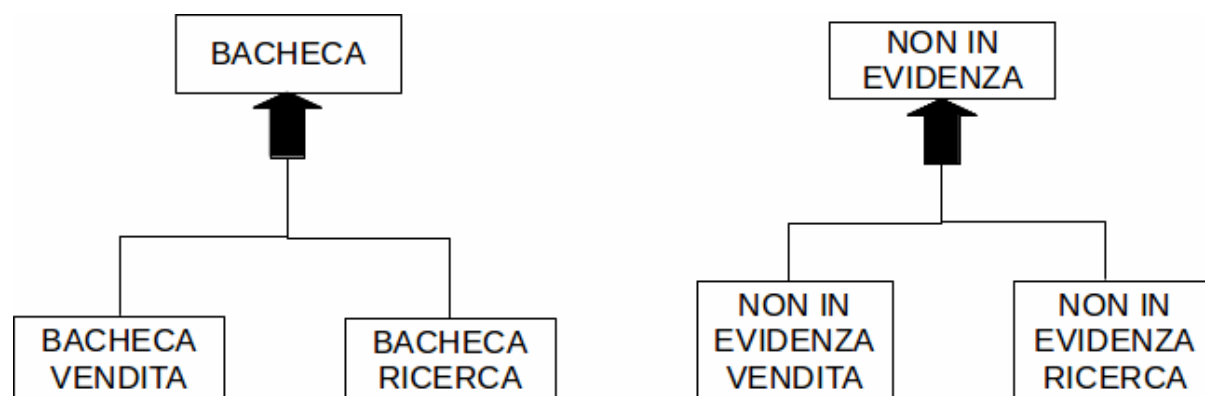 BACHECA
NON IN
EVIDENZA
BACHECA
VENDITA
BACHECA
RICERCA
NON IN
EVIDENZA
VENDITA
NON IN
EVIDENZA
RICERCA